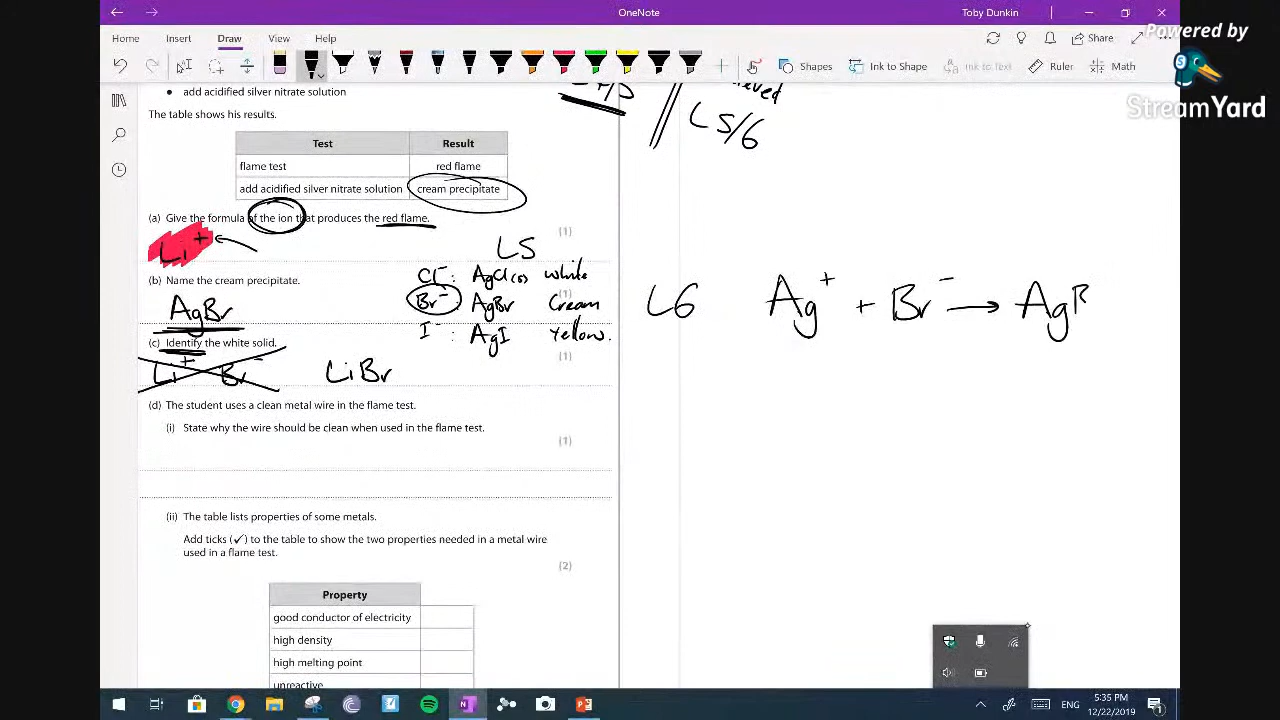 OneNote
Toby Dunkin
Powered by
StreamYard
Home Insert Draw View Help
Share
Shapes
Ink to Shape
Ink to Text
Ruler
Math
add acidified silver nitrate solution
The table shows his results.
L5/6
Test Result
flame test red flame
add acidified silver nitrate solution cream precipitate
(a) Give the formula of the ion that produces the red flame.
(1)
Li+
L5
(b) Name the cream precipitate.
(1)
AgBr
Cl-: AgCl(s) white
Br-: AgBr Cream
I-: AgI Yellow.
L6 Ag+ + Br- → AgB
(c) Identify the white solid.
(1)
Li+ Br- LiBr
(d) The student uses a clean metal wire in the flame test.
(i) State why the wire should be clean when used in the flame test.
(1)
(ii) The table lists properties of some metals.
Add ticks (✓) to the table to show the two properties needed in a metal wire
used in a flame test.
(2)
Property
good conductor of electricity
high density
high melting point
unreactive
ENG
5:35 PM
12/22/2019
1